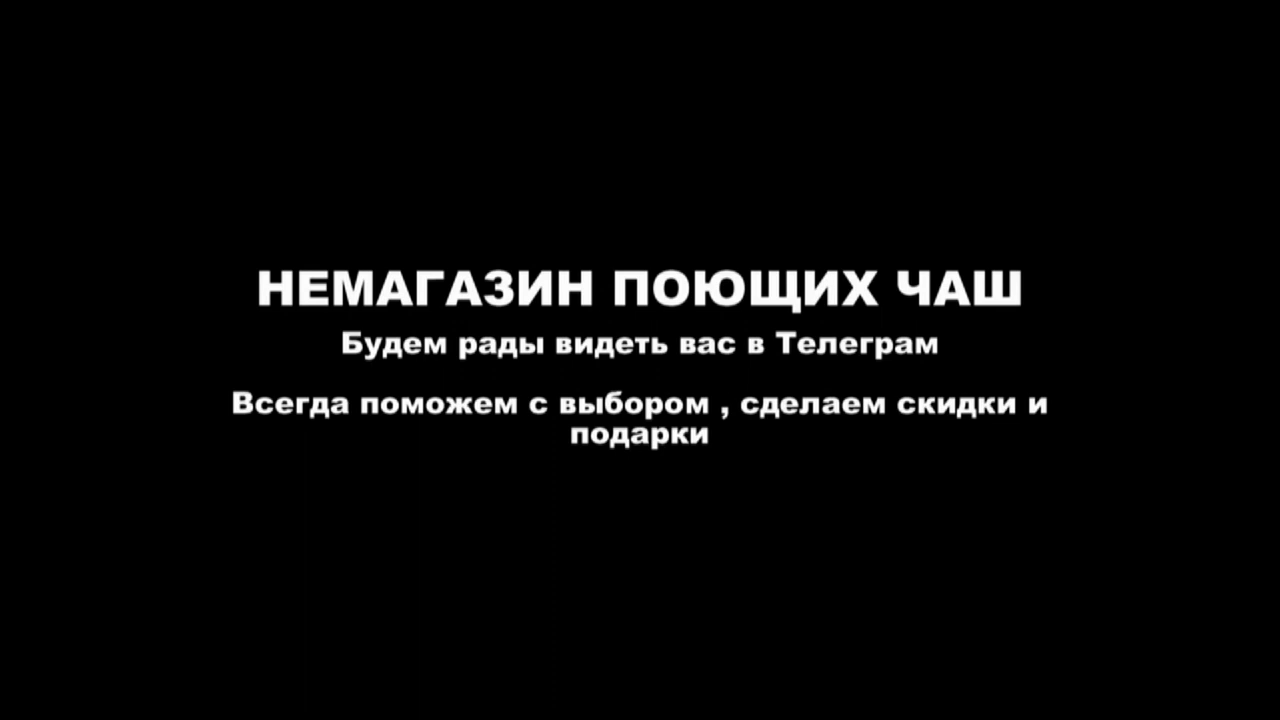 НЕМАГАЗИН ПОЮЩИХ ЧАШ
Будем рады видеть вас в Телеграм
Всегда поможем с выбором , сделаем скидки и
подарки